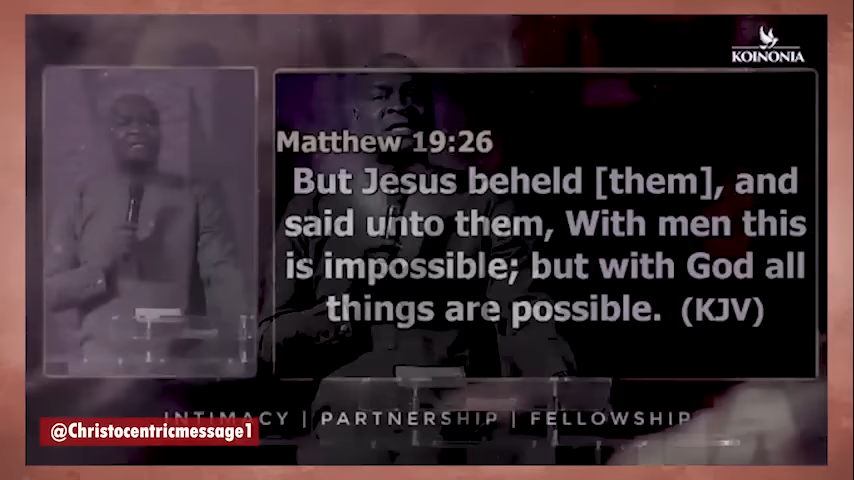 KOINONIA
Matthew 19:26
But Jesus beheld [them], and
said unto them, With men this
is impossible; but with God all
things are possible. (KJV)
INTIMACY | PARTNERSHIP | FELLOWSHIP
@Christocentricmessage1